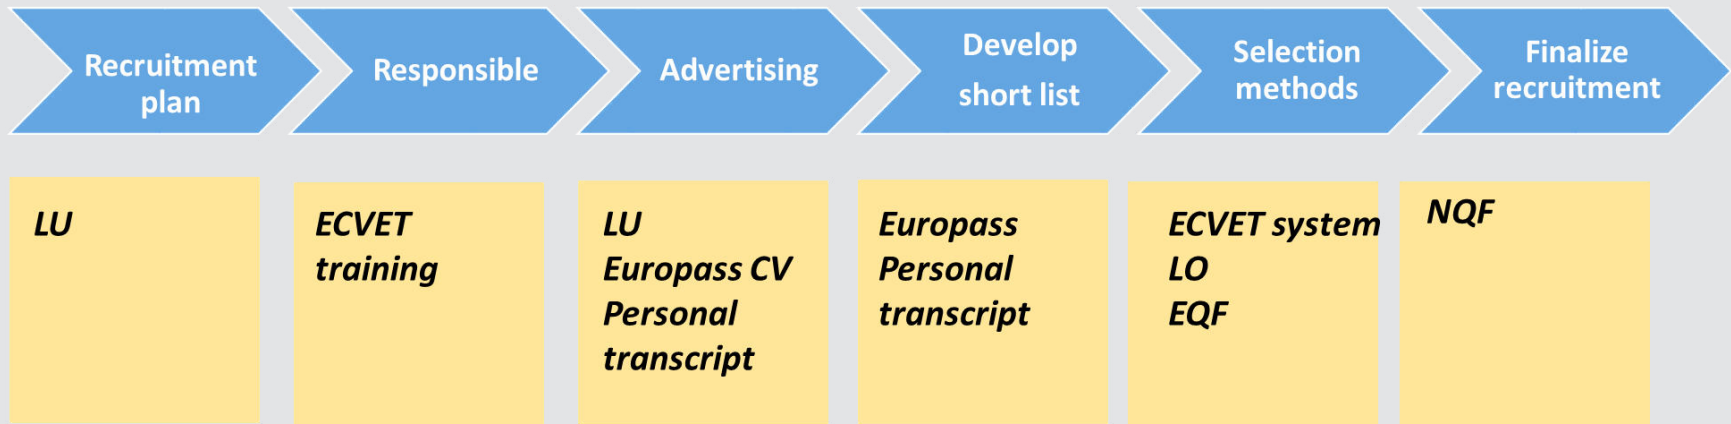 Recruitment
plan
Responsible
Advertising
Develop
short list
Selection
methods
Finalize
recruitment
LU
ECVET
training
LU
Europass CV
Personal
transcript
Europass
Personal
transcript
ECVET system
LO
EQF
NQF